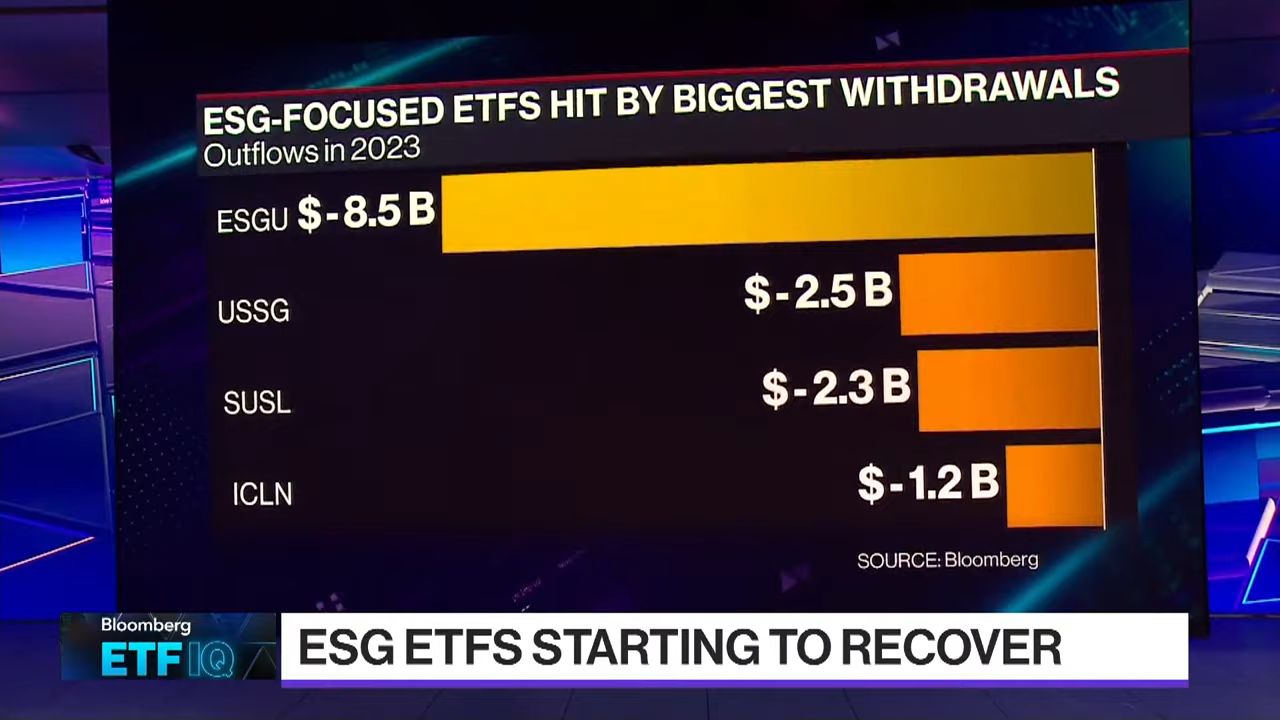 ESG-FOCUSED ETFS HIT BY BIGGEST WITHDRAWALS
Outflows in 2023
ESGU $-8.5 B
USSG $-2.5 B
SUSL $-2.3 B
ICLN $-1.2 B
SOURCE: Bloomberg
Bloomberg
ETF IQ
ESG ETFS STARTING TO RECOVER